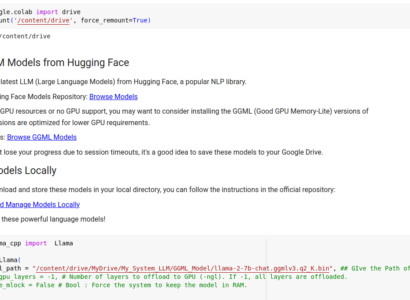 gle.colab import drive
unt('/content/drive', force_remount=True)
/content/drive
M Models from Hugging Face
latest LLM (Large Language Models) from Hugging Face, a popular NLP library.
ing Face Models Repository: Browse Models
GPU resources or no GPU support, you may want to consider installing the GGML (Good GPU Memory-Lite) versions of
sions are optimized for lower GPU requirements.
s: Browse GGML Models
t lose your progress due to session timeouts, it's a good idea to save these models to your Google Drive.
odels Locally
nload and store these models in your local directory, you can follow the instructions in the official repository:
d Manage Models Locally
these powerful language models!
ma_cpp import Llama
Llama(
l_path = "/content/drive/MyDrive/My_System_LLM/GGML_Model/llama-2-7b-chat.ggmlv3.q2_K.bin", ## GIve the Path of
gpu_layers = -1, # Number of layers to offload to GPU (-ngl). If -1, all layers are offloaded.
e_mlock = False # Bool : Force the system to keep the model in RAM.